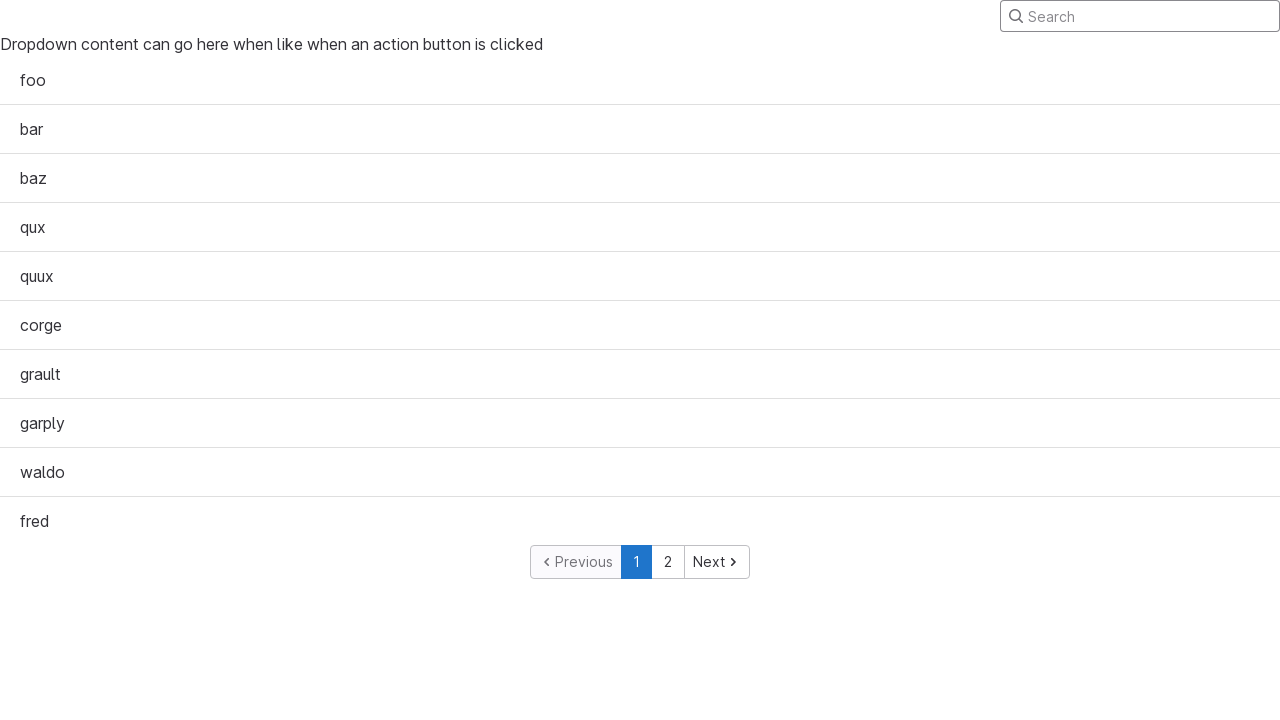 Search
Dropdown content can go here when like when an action button is clicked
foo
bar
baz
qux
quux
corge
grault
garply
waldo
fred
Previous 1 2 Next